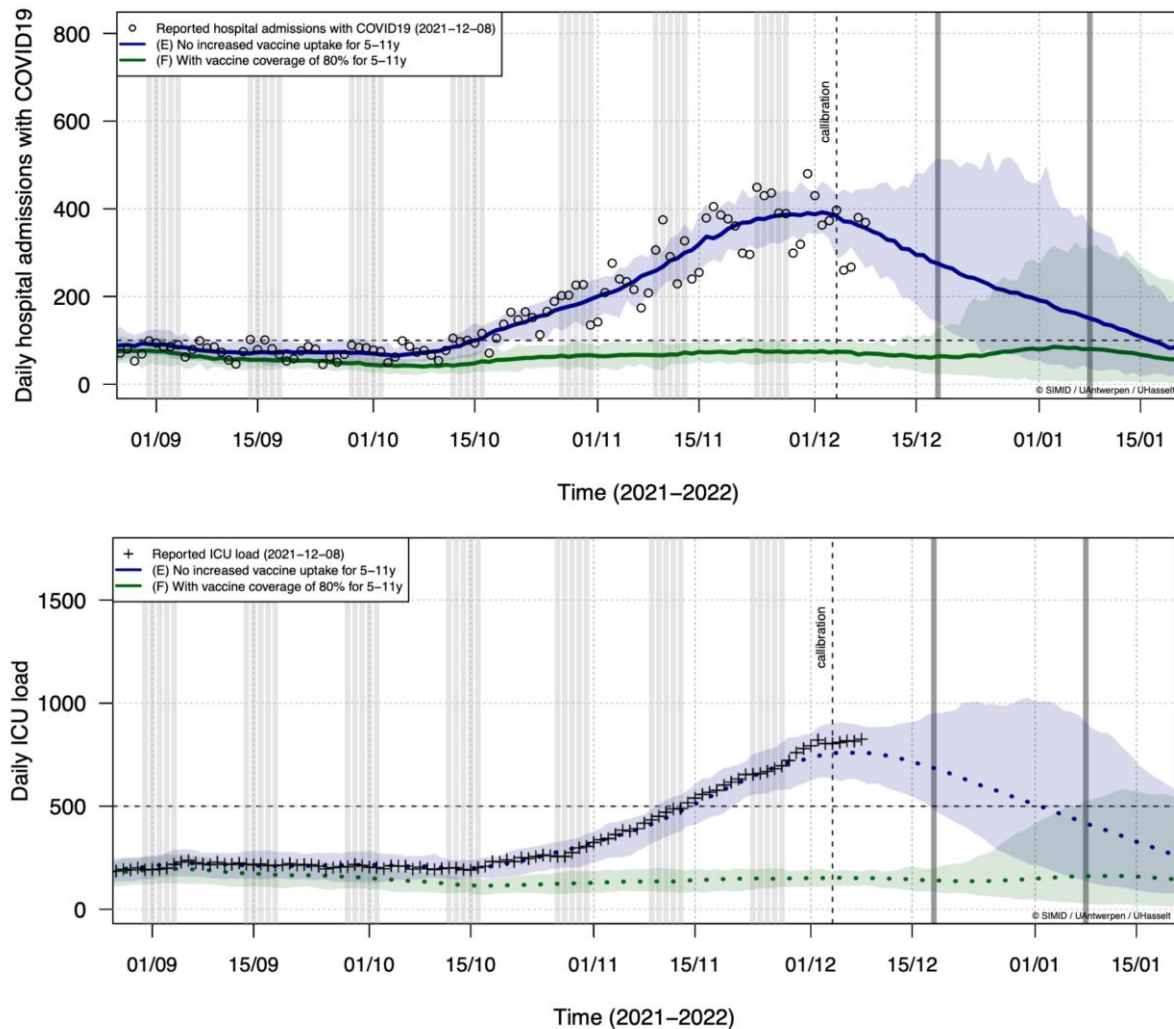 Daily hospital admissions with COVID19
800
600
400
200
0
Reported hospital admissions with COVID19 (2021−12−08)
(E) No increased vaccine uptake for 5−11y
(F) With vaccine coverage of 80% for 5−11y
callibration
© SIMID / UAntwerpen / UHasselt
01/09
15/09
01/10
15/10
01/11
15/11
01/12
15/12
01/01
15/01
Time (2021−2022)
Daily ICU load
1500
1000
500
0
Reported ICU load (2021−12−08)
(E) No increased vaccine uptake for 5−11y
(F) With vaccine coverage of 80% for 5−11y
callibration
© SIMID / UAntwerpen / UHasselt
01/09
15/09
01/10
15/10
01/11
15/11
01/12
15/12
01/01
15/01
Time (2021−2022)